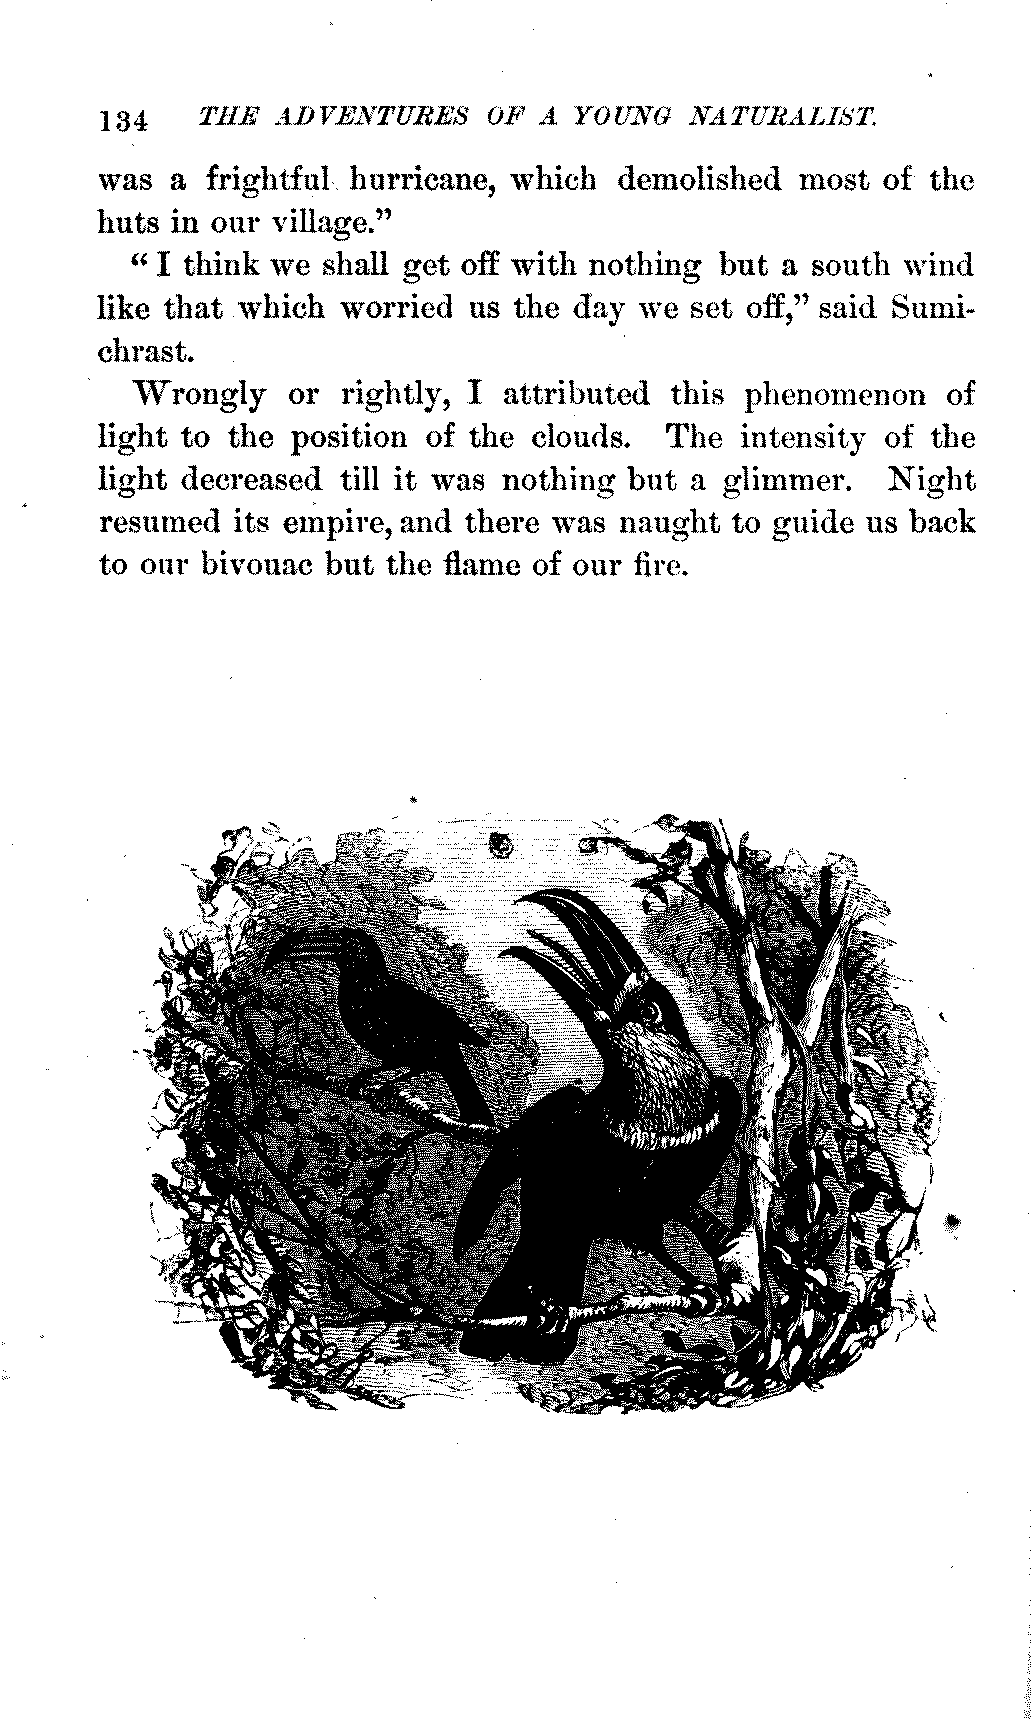 134 THE ADVENTURES OF A YOUNG NATURALIST.
was a frightful hurricane, which demolished most of the
huts in our village.”
“I think we shall get off with nothing but a south wind
like that which worried us the day we set off,” said Sumi-
chrast.
Wrongly or rightly, I attributed this phenomenon of
light to the position of the clouds. The intensity of the
light decreased till it was nothing but a glimmer. Night
resumed its empire, and there was naught to guide us back
to our bivouac but the flame of our fire.